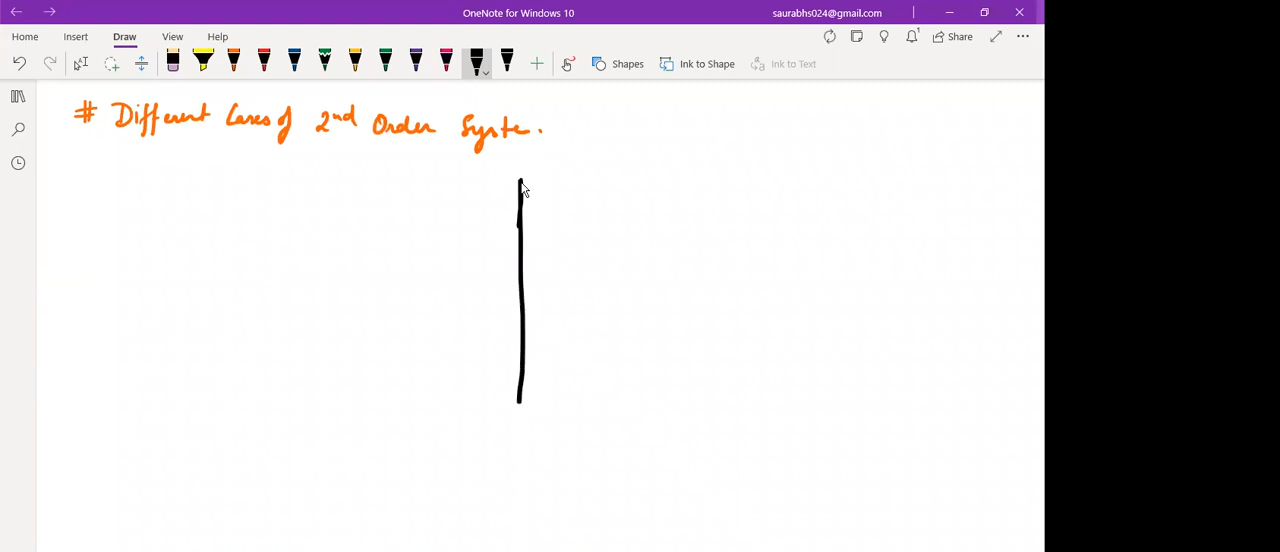 OneNote for Windows 10
saurabhs024@gmail.com
Home Insert Draw View Help
1 Share
Shapes Ink to Shape Ink to Text
# Different Cases of 2nd Order Syste.